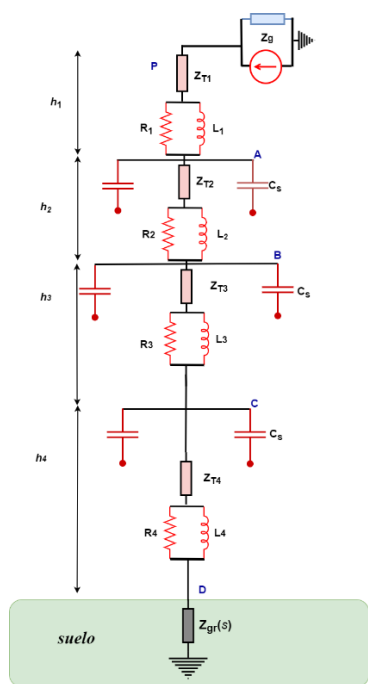 Zg
P
ZT1
h1
R1
L1
A
ZT2
Cs
h2
R2
L2
B
h3
ZT3
Cs
R3
L3
C
Cs
h4
ZT4
R4
L4
D
Zgr(s)
suelo